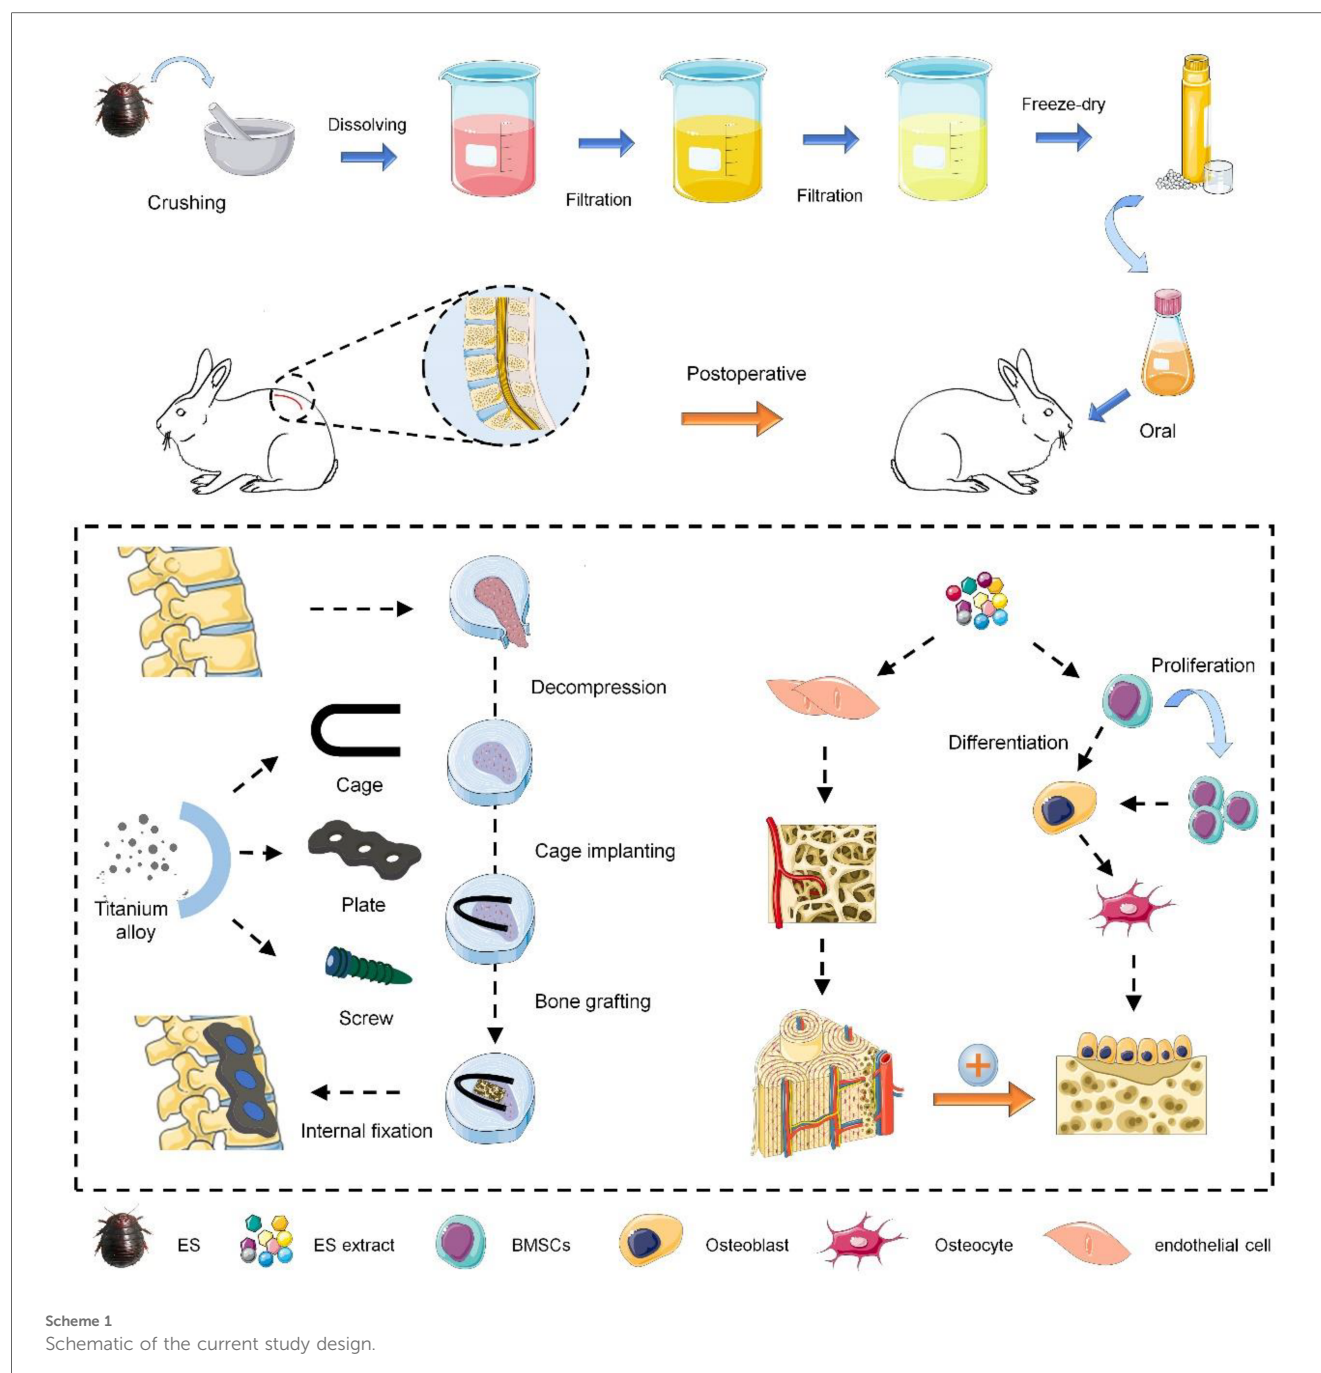 Dissolving
Freeze-dry
Crushing
Filtration
Filtration
Postoperative
Oral
Decompression
Proliferation
Differentiation
Cage
Cage implanting
Titanium
alloy
Plate
Screw
Bone grafting
Internal fixation
ES
ES extract
BMSCs
Osteoblast
Osteocyte
endothelial cell
Scheme 1
Schematic of the current study design.